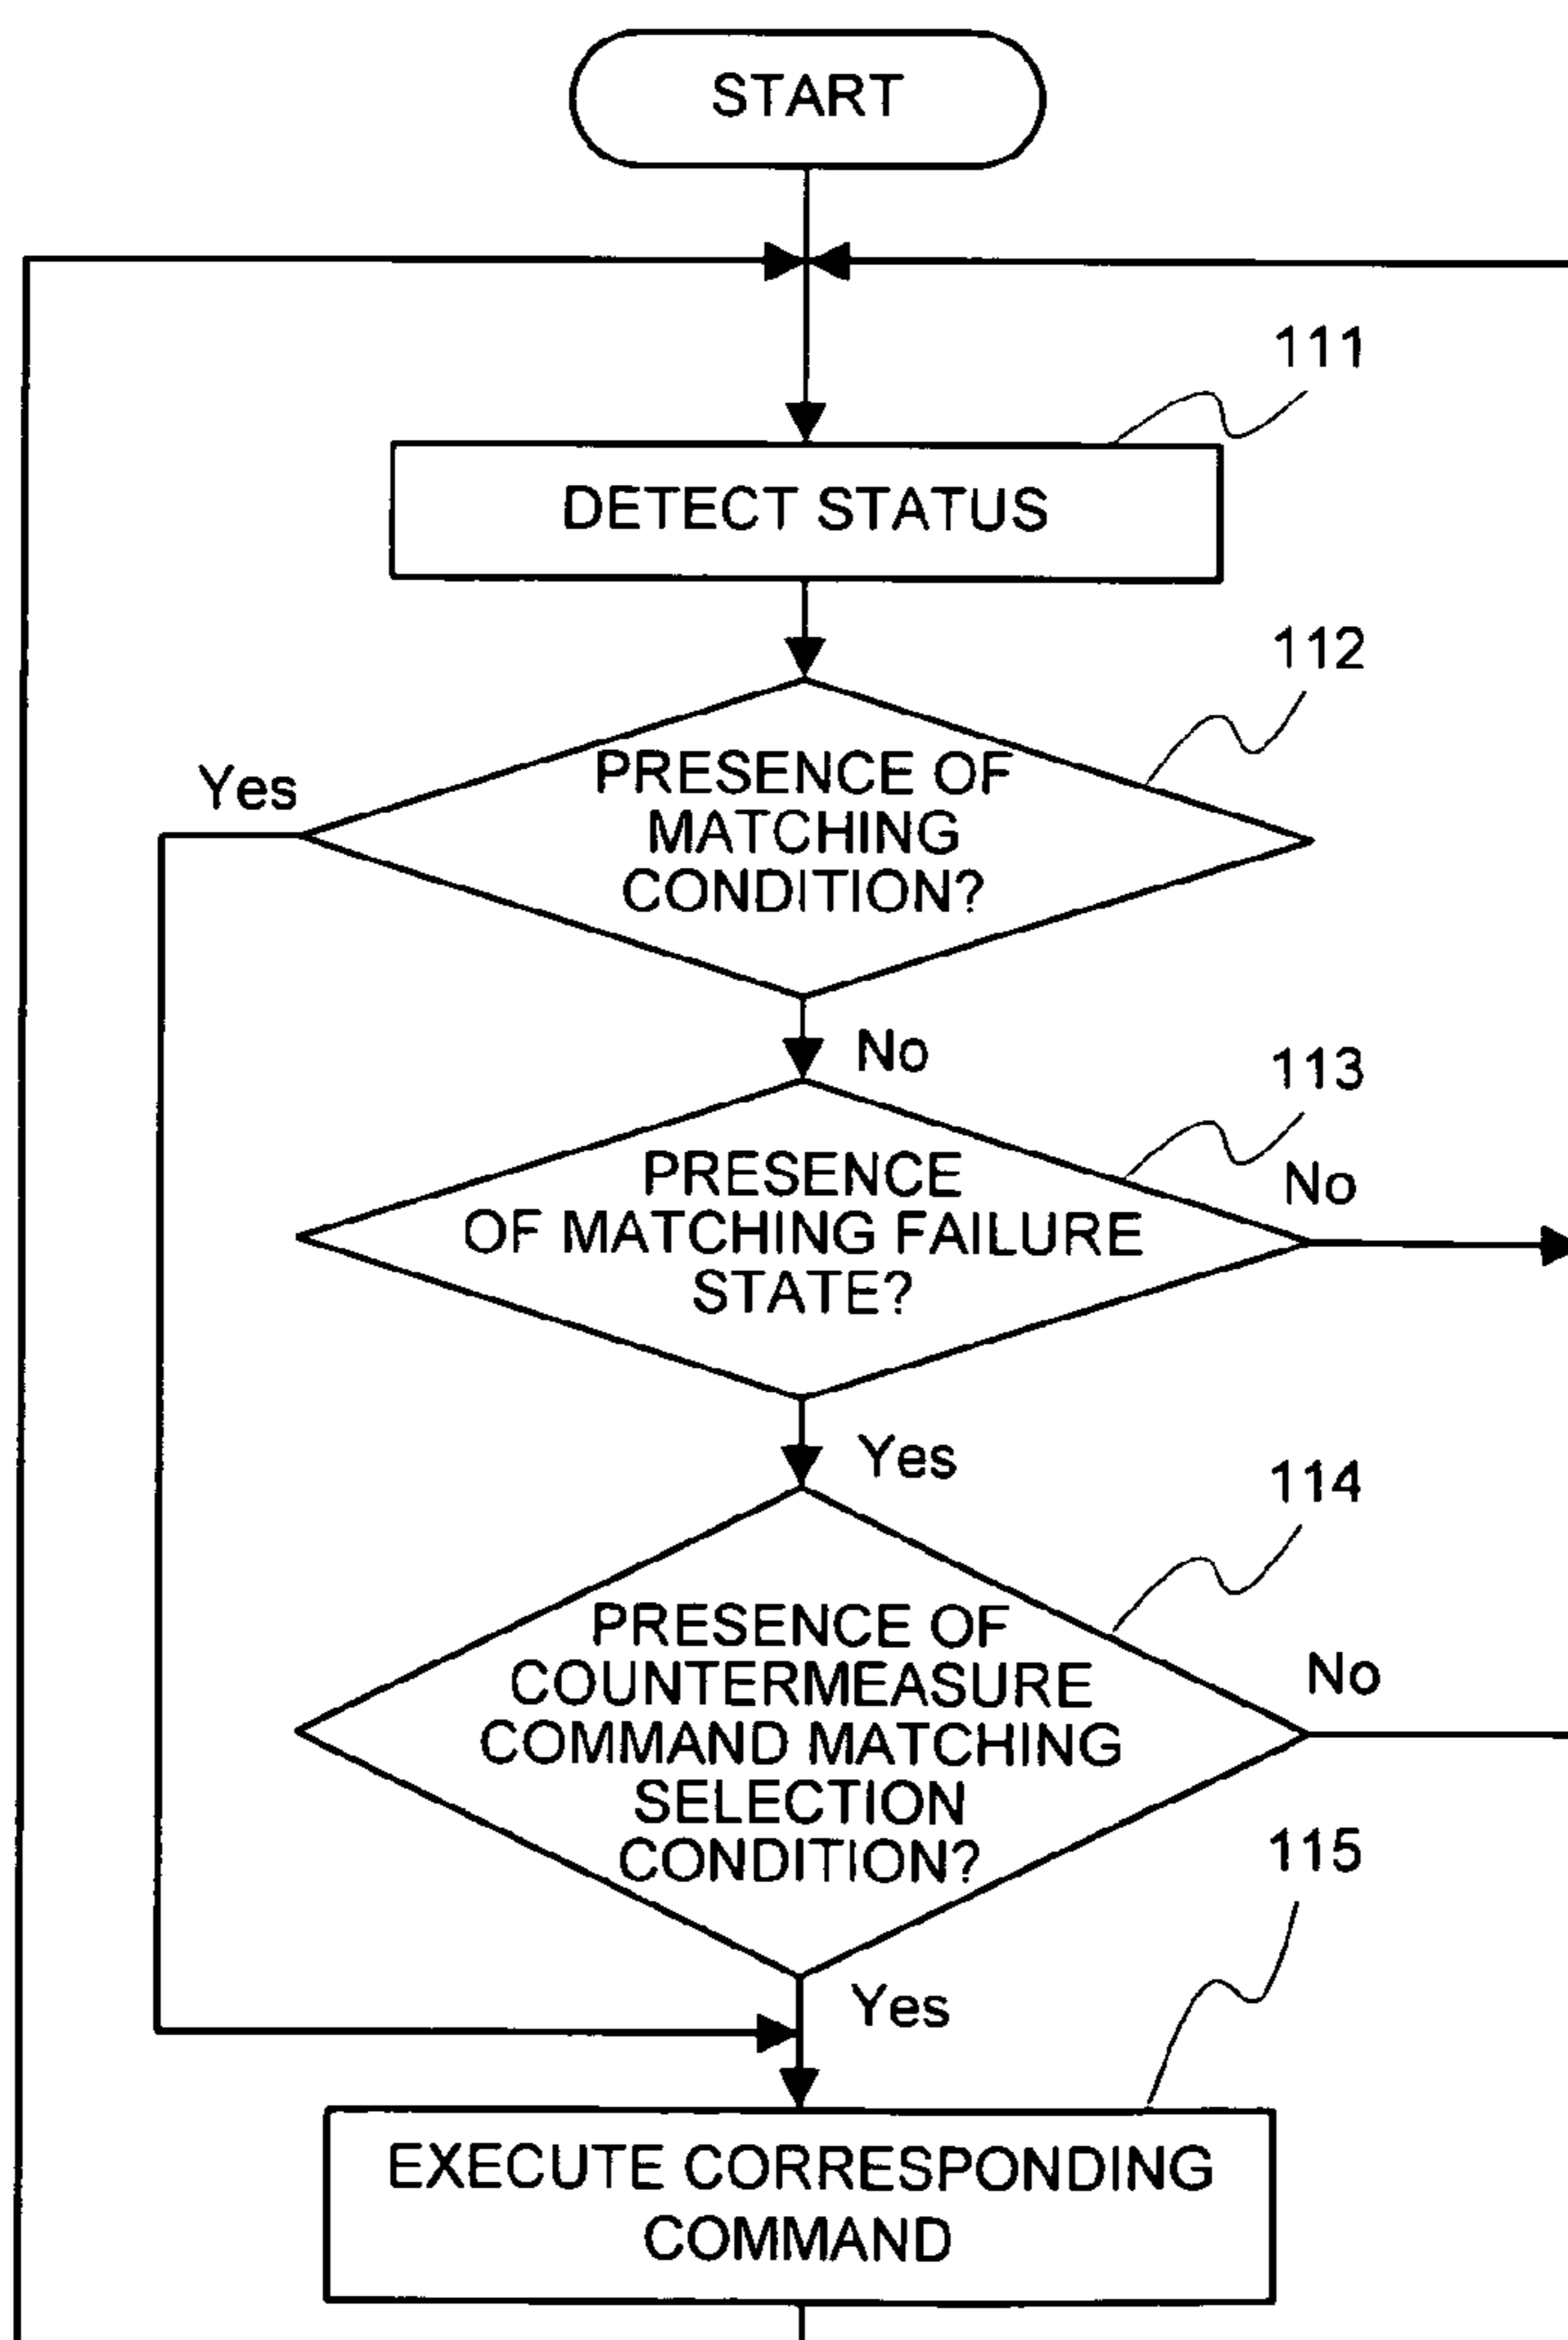 START
111
DETECT STATUS
112
Yes
PRESENCE OF
MATCHING
CONDITION?
No
113
PRESENCE
OF MATCHING FAILURE
STATE?
No
Yes
114
PRESENCE OF
COUNTERMEASURE
COMMAND MATCHING
SELECTION
CONDITION?
No
115
Yes
EXECUTE CORRESPONDING
COMMAND